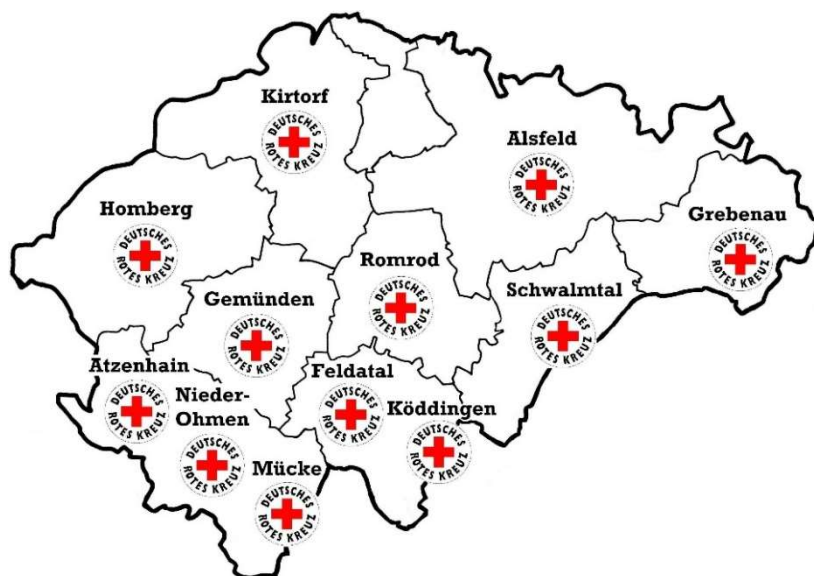 Kirtorf
DEUTSCHES
ROTES KREUZ
Alsfeld
DEUTSCHES
ROTES KREUZ
Homberg
DEUTSCHES
ROTES KREUZ
Grebenau
DEUTSCHES
ROTES KREUZ
Romrod
DEUTSCHES
ROTES KREUZ
Schwalmtal
DEUTSCHES
ROTES KREUZ
Gemünden
DEUTSCHES
ROTES KREUZ
Atzenhain
DEUTSCHES
ROTES KREUZ
Nieder-
Ohmen
DEUTSCHES
ROTES KREUZ
Feldatal
DEUTSCHES
ROTES KREUZ
Köddingen
DEUTSCHES
ROTES KREUZ
Mücke
DEUTSCHES
ROTES KREUZ